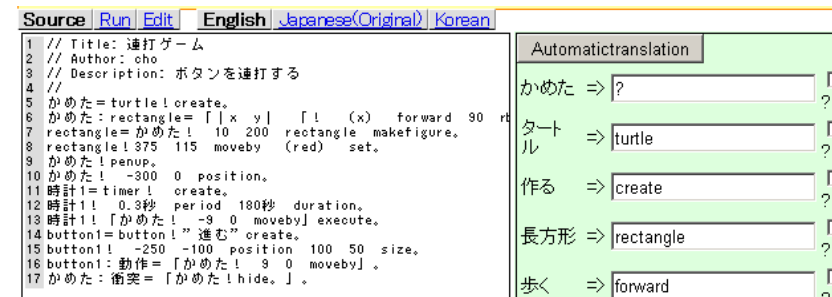 Source Run Edit English Japanese(Original) Korean
1 // Title: 連打ゲーム
2 // Author: cho
3 // Description: ボタンを連打する
4 //
5 かめた=turtle!create。
6 かめた:rectangle=「|x y| 「! (x) forward 90
7 rectangle=かめた! 10 200 rectangle makefigure。
8 rectangle!375 115 moveby (red) set。
9 かめた!penup。
10 かめた! -300 0 position。
11 時計1=timer! create。
12 時計1! 0.3秒 period 180秒 duration。
13 時計1!「かめた! -9 0 moveby」execute。
14 button1=button!"進む"create。
15 button1! -250 -100 position 100 50 size。
16 button1:動作=「かめた! 9 0 moveby」。
17 かめた:衝突=「かめた!hide。」。
Automatictranslation
かめた => ?
?
タートル => turtle
?
作る => create
?
長方形 => rectangle
?
歩く => forward